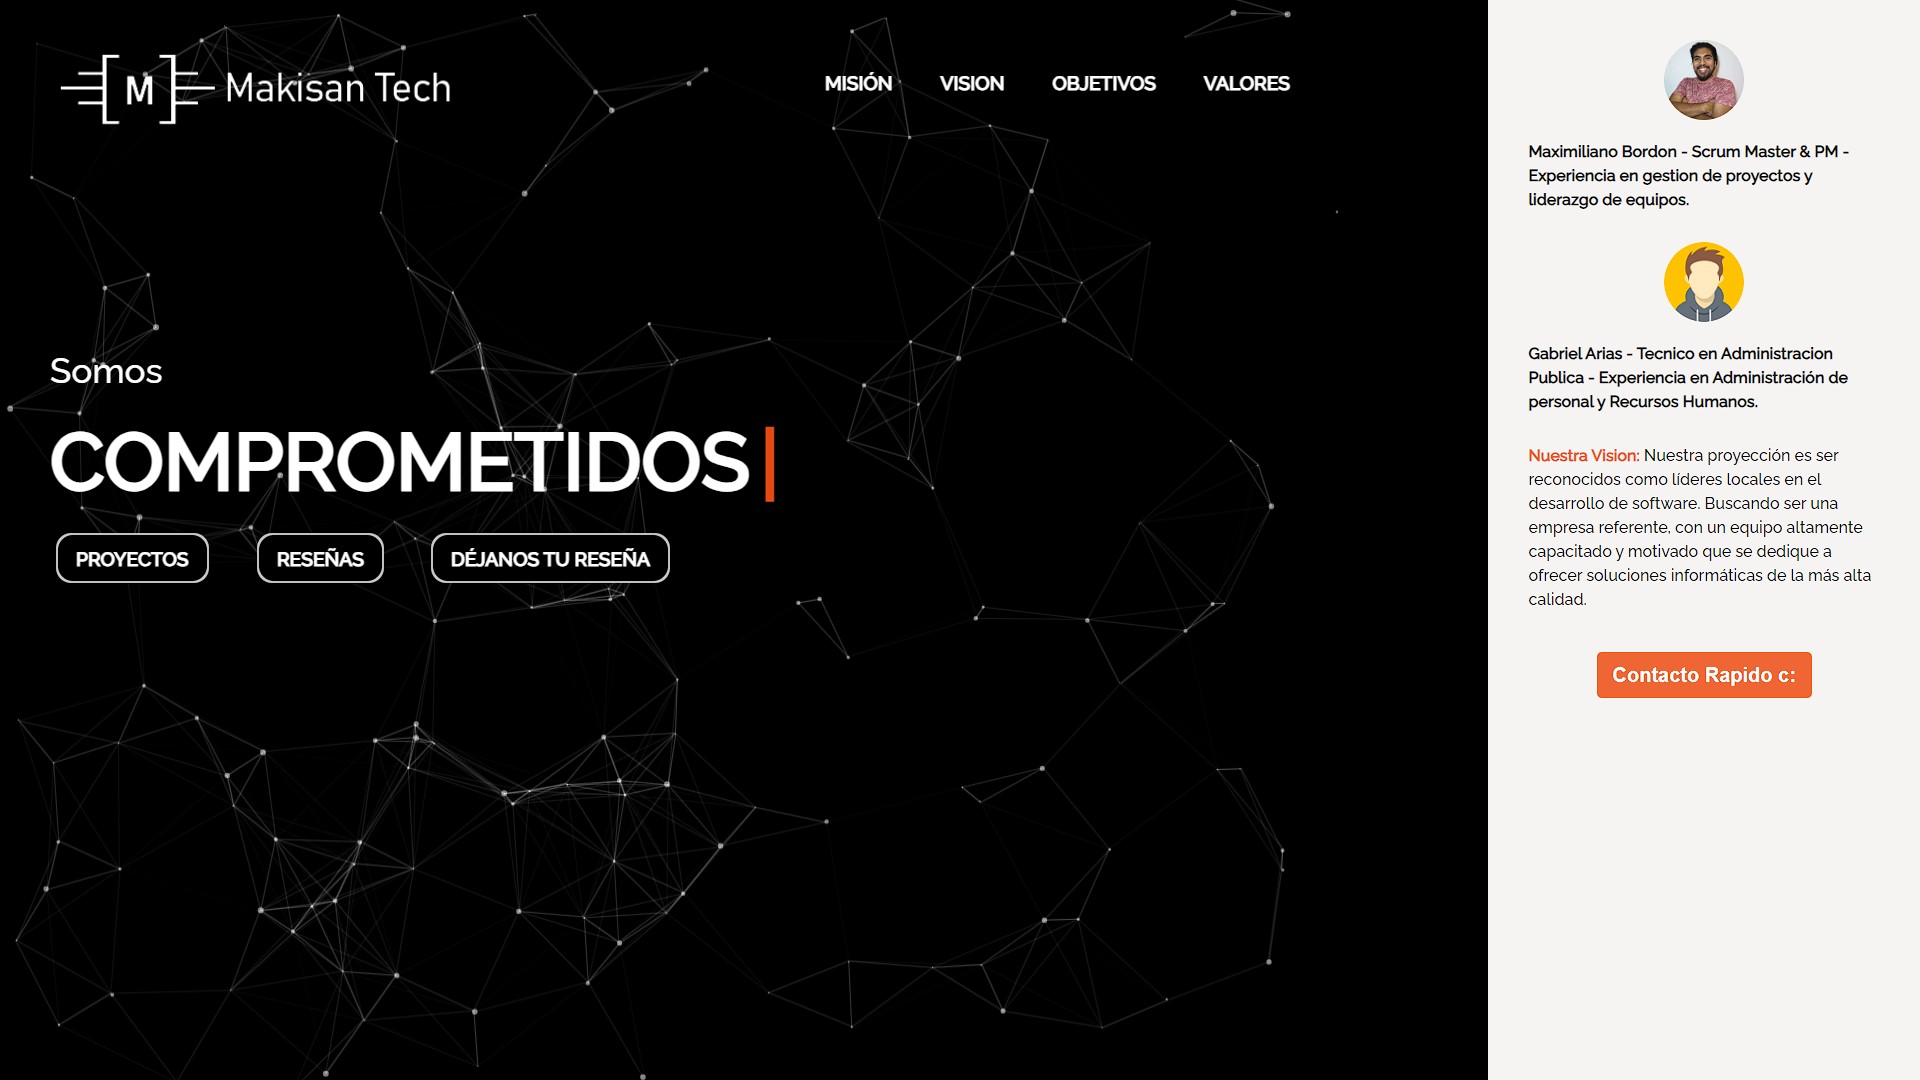 [M] Makisan Tech
MISIÓN VISION OBJETIVOS VALORES
Somos
COMPROMETIDOS
PROYECTOS RESEÑAS DÉJANOS TU RESEÑA
Maximiliano Bordon - Scrum Master & PM -
Experiencia en gestion de proyectos y
liderazgo de equipos.
Gabriel Arias - Tecnico en Administracion
Publica - Experiencia en Administración de
personal y Recursos Humanos.
Nuestra Vision: Nuestra proyección es ser
reconocidos como líderes locales en el
desarrollo de software. Buscando ser una
empresa referente, con un equipo altamente
capacitado y motivado que se dedique a
ofrecer soluciones informáticas de la más alta
calidad.
Contacto Rapido c: